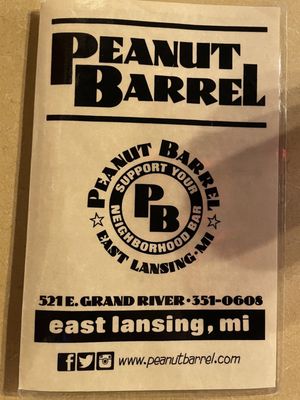 PEANUT
BARREL
PEANUT BARREL
SUPPORT YOUR
PB
NEIGHBORHOOD BAR
☆ EAST LANSING·MI ☆
521 E. GRAND RIVER • 351-0608
east lansing, mi
www.peanutbarrel.com